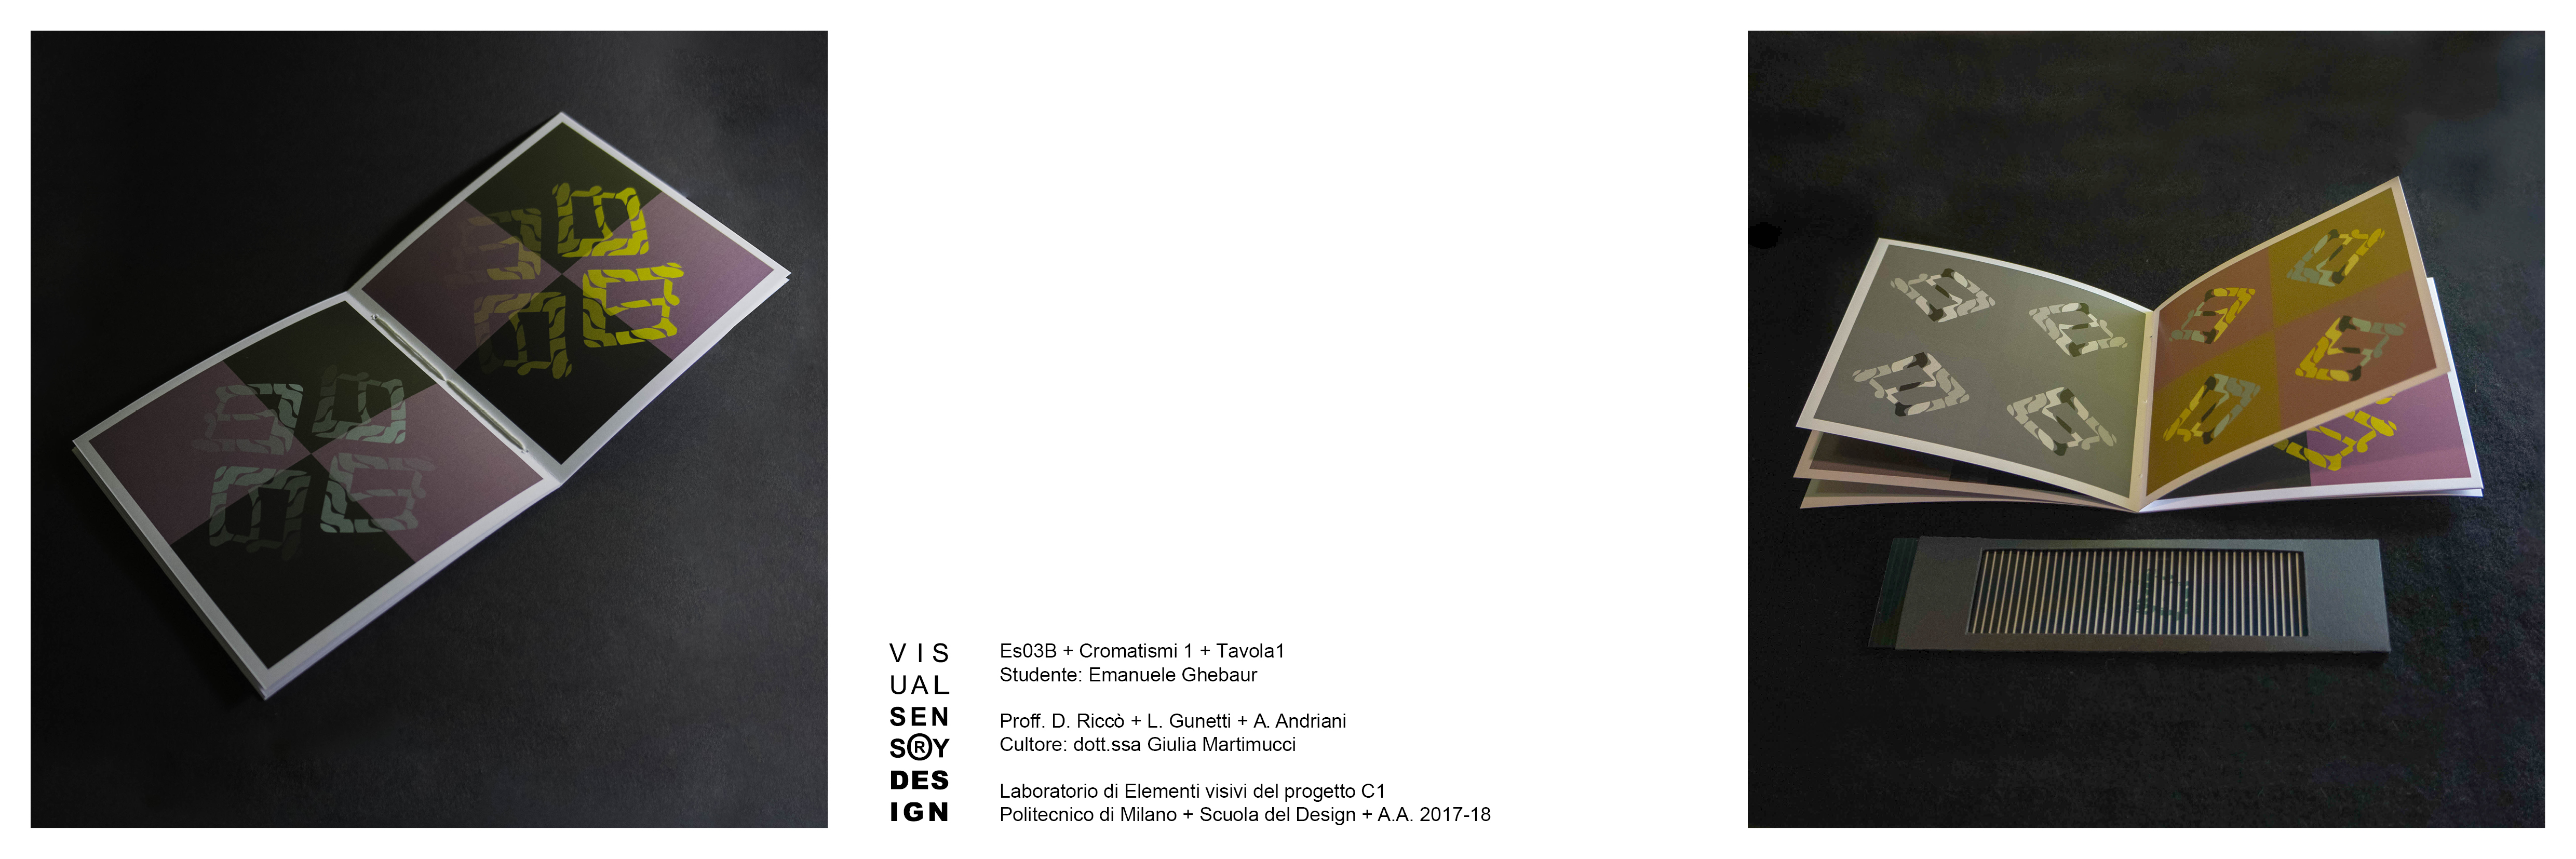 VIS
UAL
SEN
S®Y
DES
IGN
Es03B + Cromatismi 1 + Tavola1
Studente: Emanuele Ghebaur
Proff. D. Riccò + L. Gunetti + A. Andriani
Cultore: dott.ssa Giulia Martimucci
Laboratorio di Elementi visivi del progetto C1
Politecnico di Milano + Scuola del Design + A.A. 2017-18